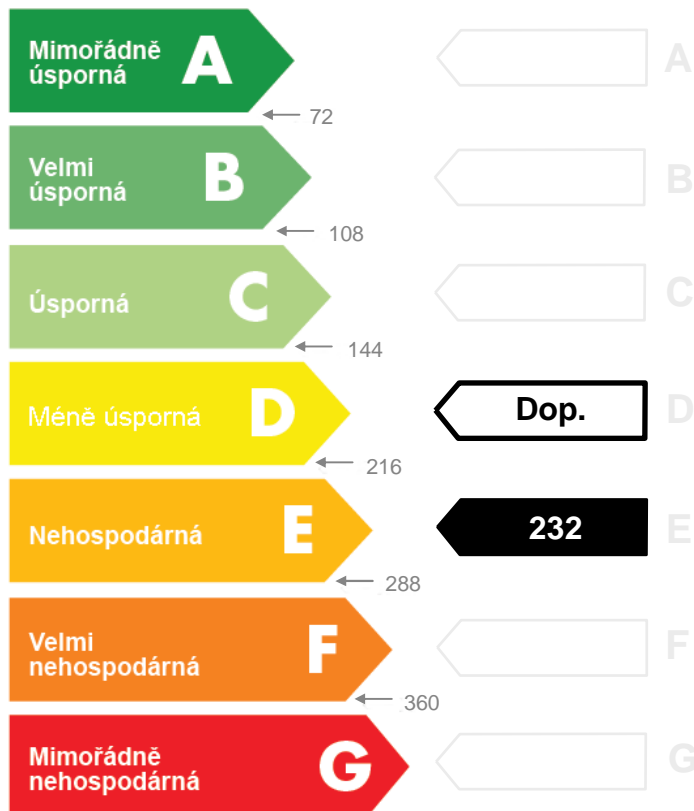 Mimořádně
úsporná
A
A
72
Velmi
úsporná
B
B
108
Úsporná
C
C
144
Méně úsporná
D
Dop.
D
216
Nehospodárná
E
232
E
288
Velmi
nehospodárná
F
F
360
Mimořádně
nehospodárná
G
G